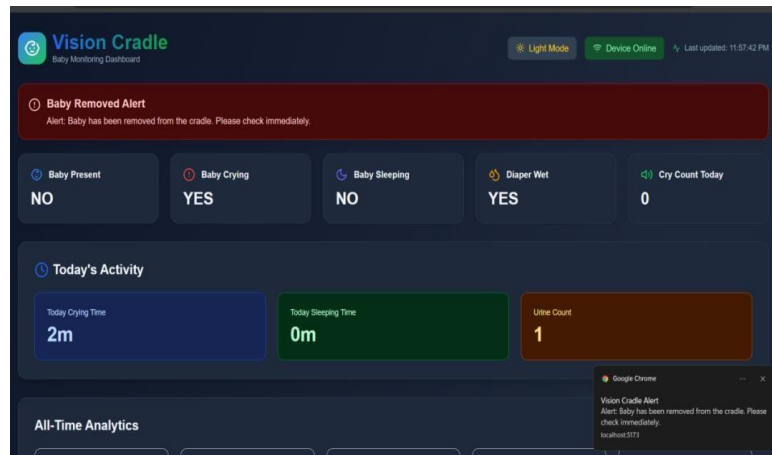 Vision Cradle
Baby Monitoring Dashboard
Light Mode
Device Online
Last updated: 11:57:42 PM
Baby Removed Alert
Alert: Baby has been removed from the cradle. Please check immediately.
Baby Present
NO
Baby Crying
YES
Baby Sleeping
NO
Diaper Wet
YES
Cry Count Today
0
Today's Activity
Today Crying Time
2m
Today Sleeping Time
0m
Urine Count
1
All-Time Analytics
Google Chrome
Vision Cradle Alert
Alert: Baby has been removed from the cradle. Please
check immediately.
localhost:5173